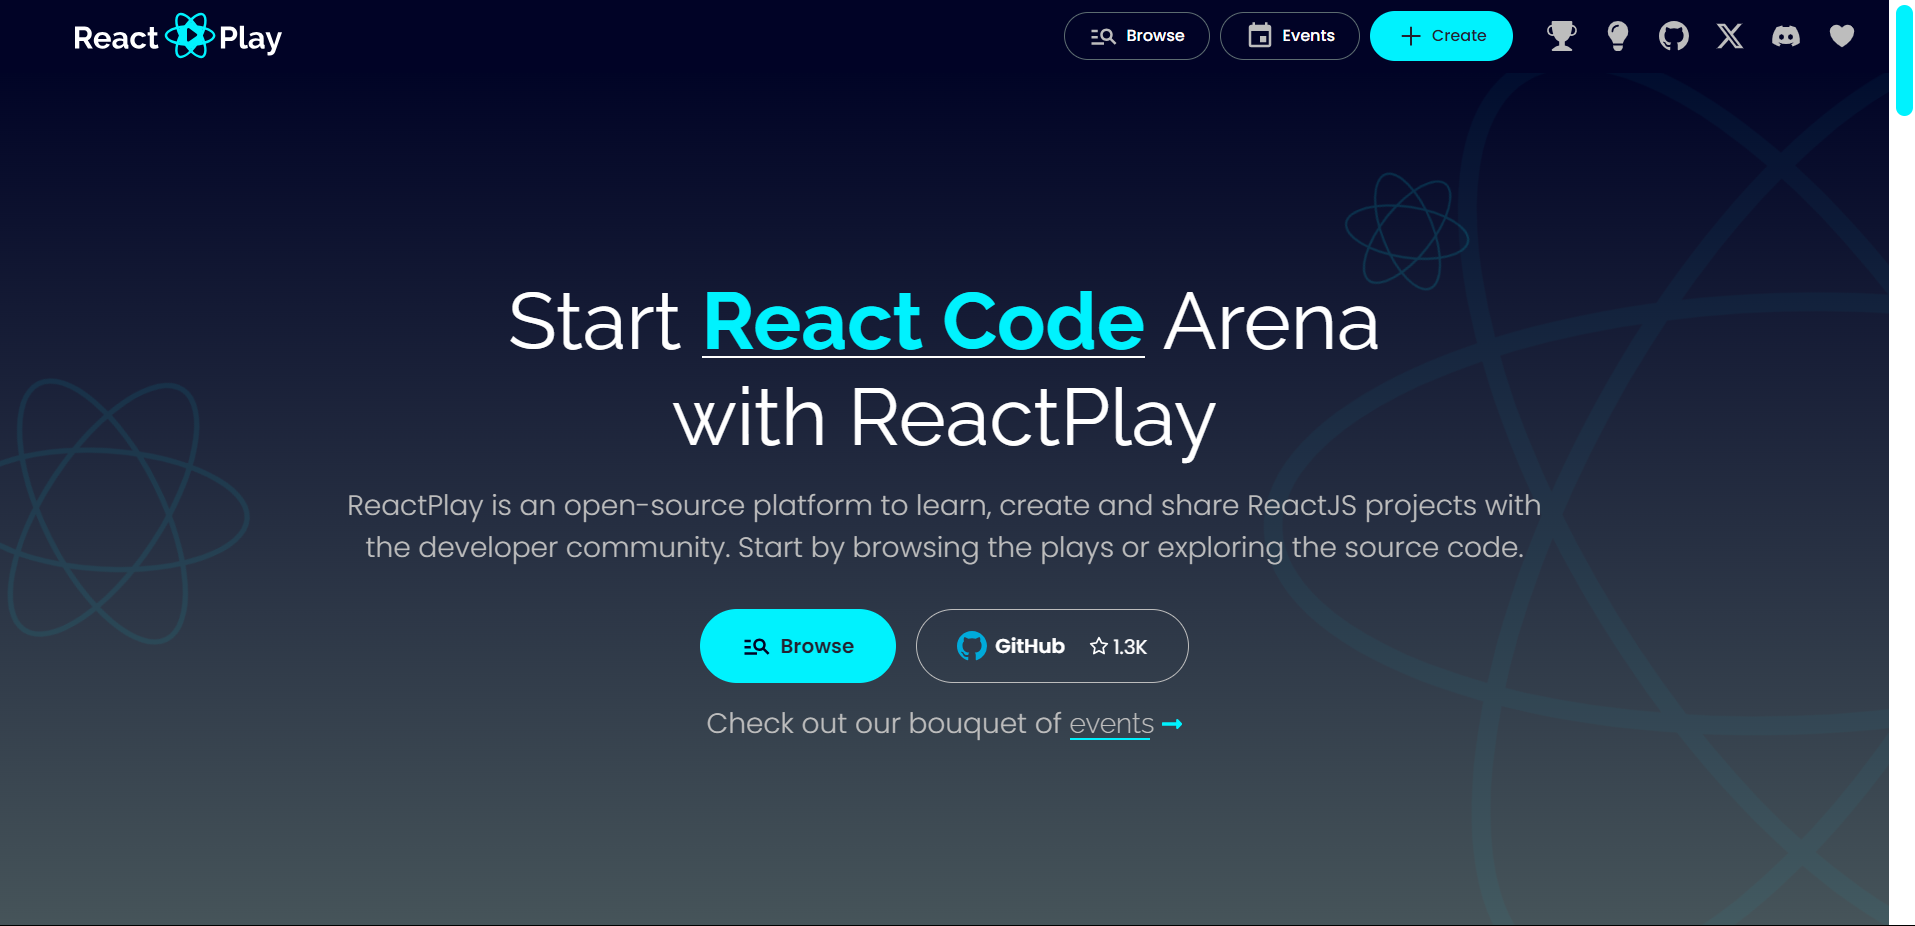 React Play
Browse
Events
Create
Start React Code Arena
with ReactPlay
ReactPlay is an open-source platform to learn, create and share ReactJS projects with
the developer community. Start by browsing the plays or exploring the source code.
Browse
GitHub 1.3K
Check out our bouquet of events